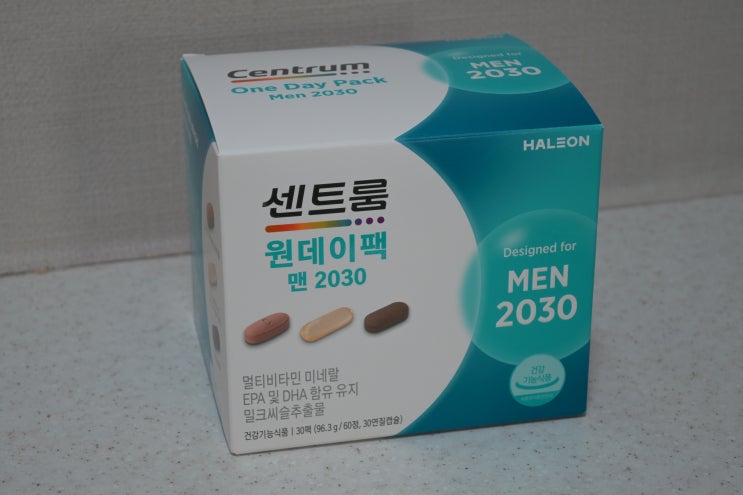 Centrum
One Day Pack
Men 2030
Designed for
MEN
2030
HALEON
센트룸
원데이팩
맨 2030
Designed for
MEN
2030
멀티비타민 미네랄
EPA 및 DHA 함유 유지
밀크씨슬추출물
건강기능식품 | 30팩 (96.3 g / 60정, 30연질캡슐)
건강
기능식품